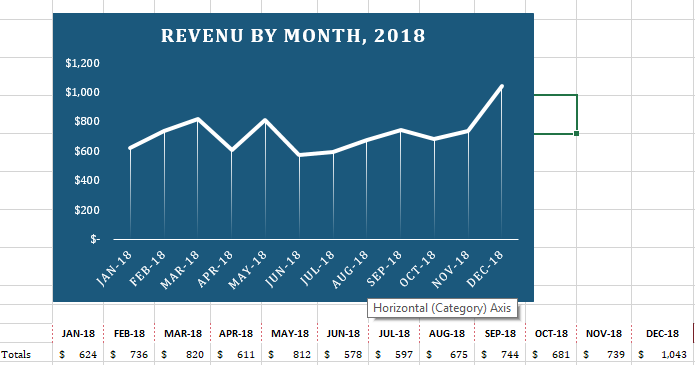 REVENU BY MONTH, 2018
$1,200
$1,000
$800
$600
$400
$200
$-
JAN-18 FEB-18 MAR-18 APR-18 MAY-18 JUN-18 JUL-18 AUG-18 SEP-18 OCT-18 NOV-18 DEC-18
Horizontal (Category) Axis
JAN-18 FEB-18 MAR-18 APR-18 MAY-18 JUN-18 JUL-18 AUG-18 SEP-18 OCT-18 NOV-18 DEC-18
Totals $ 624 $ 736 $ 820 $ 611 $ 812 $ 578 $ 597 $ 675 $ 744 $ 681 $ 739 $ 1,043